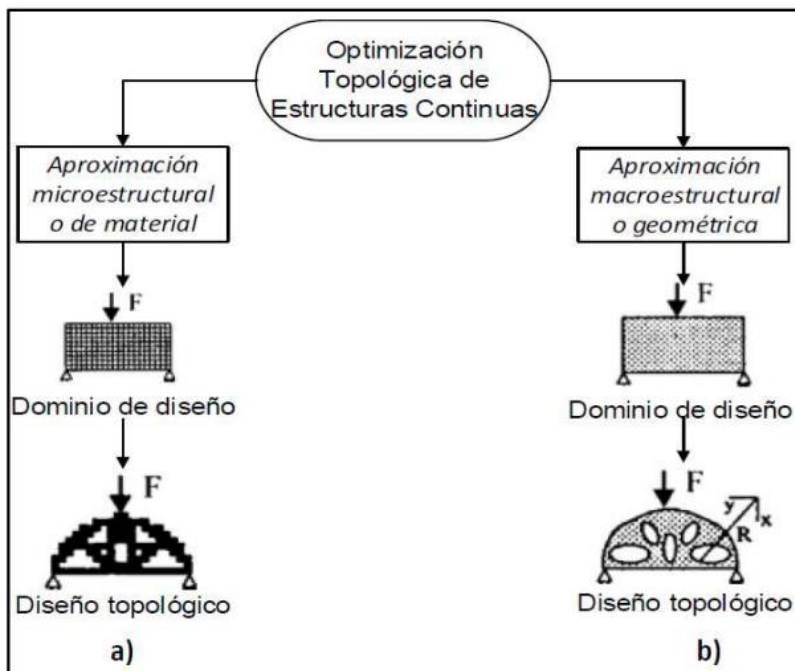 Optimización
Topológica de
Estructuras Continuas
Aproximación
microestructural
o de material
F
Dominio de diseño
F
Diseño topológico
a)
Aproximación
macroestructural
o geométrica
F
Dominio de diseño
F
y
x
R
Diseño topológico
b)